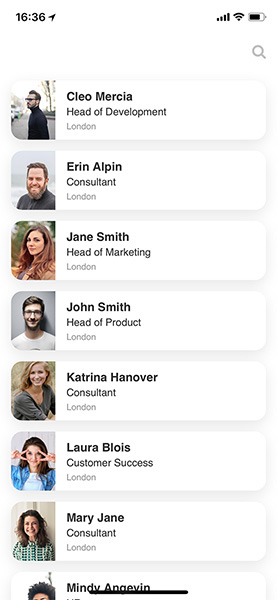 16:36
Cleo Mercia
Head of Development
London
Erin Alpin
Consultant
London
Jane Smith
Head of Marketing
London
John Smith
Head of Product
London
Katrina Hanover
Consultant
London
Laura Blois
Customer Success
London
Mary Jane
Consultant
London
Mindy Angevin